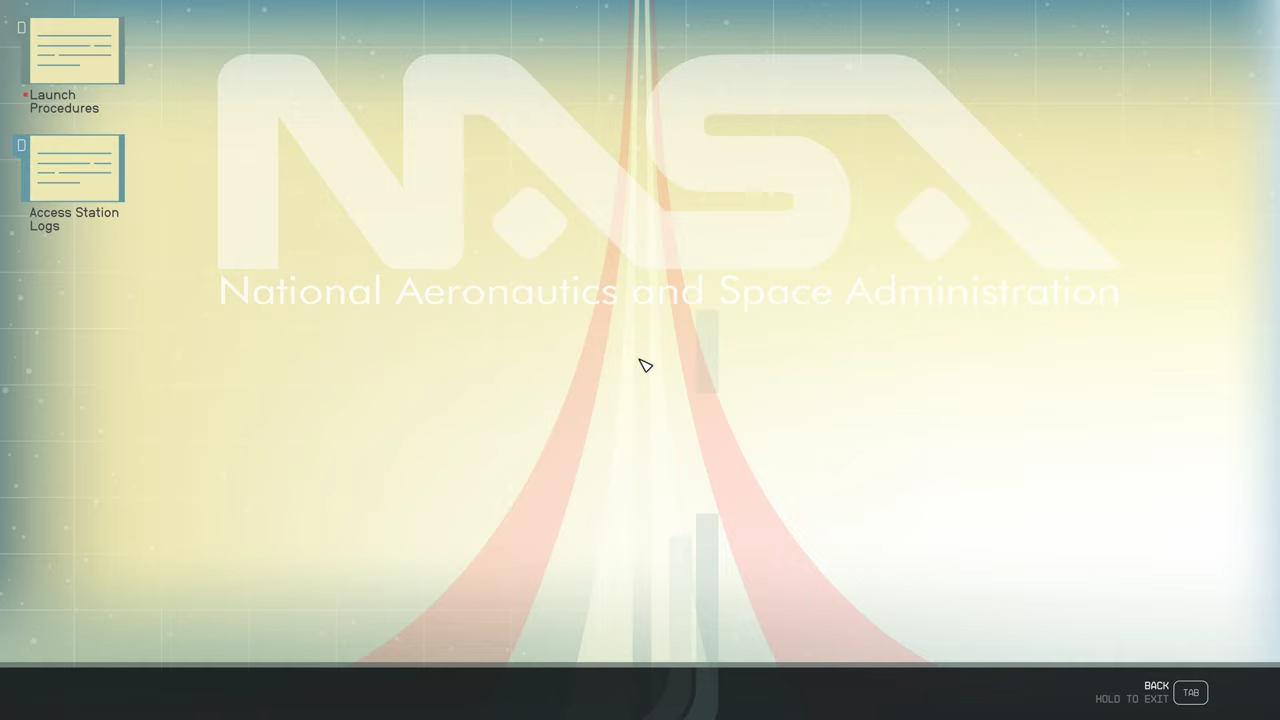 D
Launch
Procedures
D
Access Station
Logs
NASA
National Aeronautics and Space Administration
BACK
HOLD TO EXIT
TAB